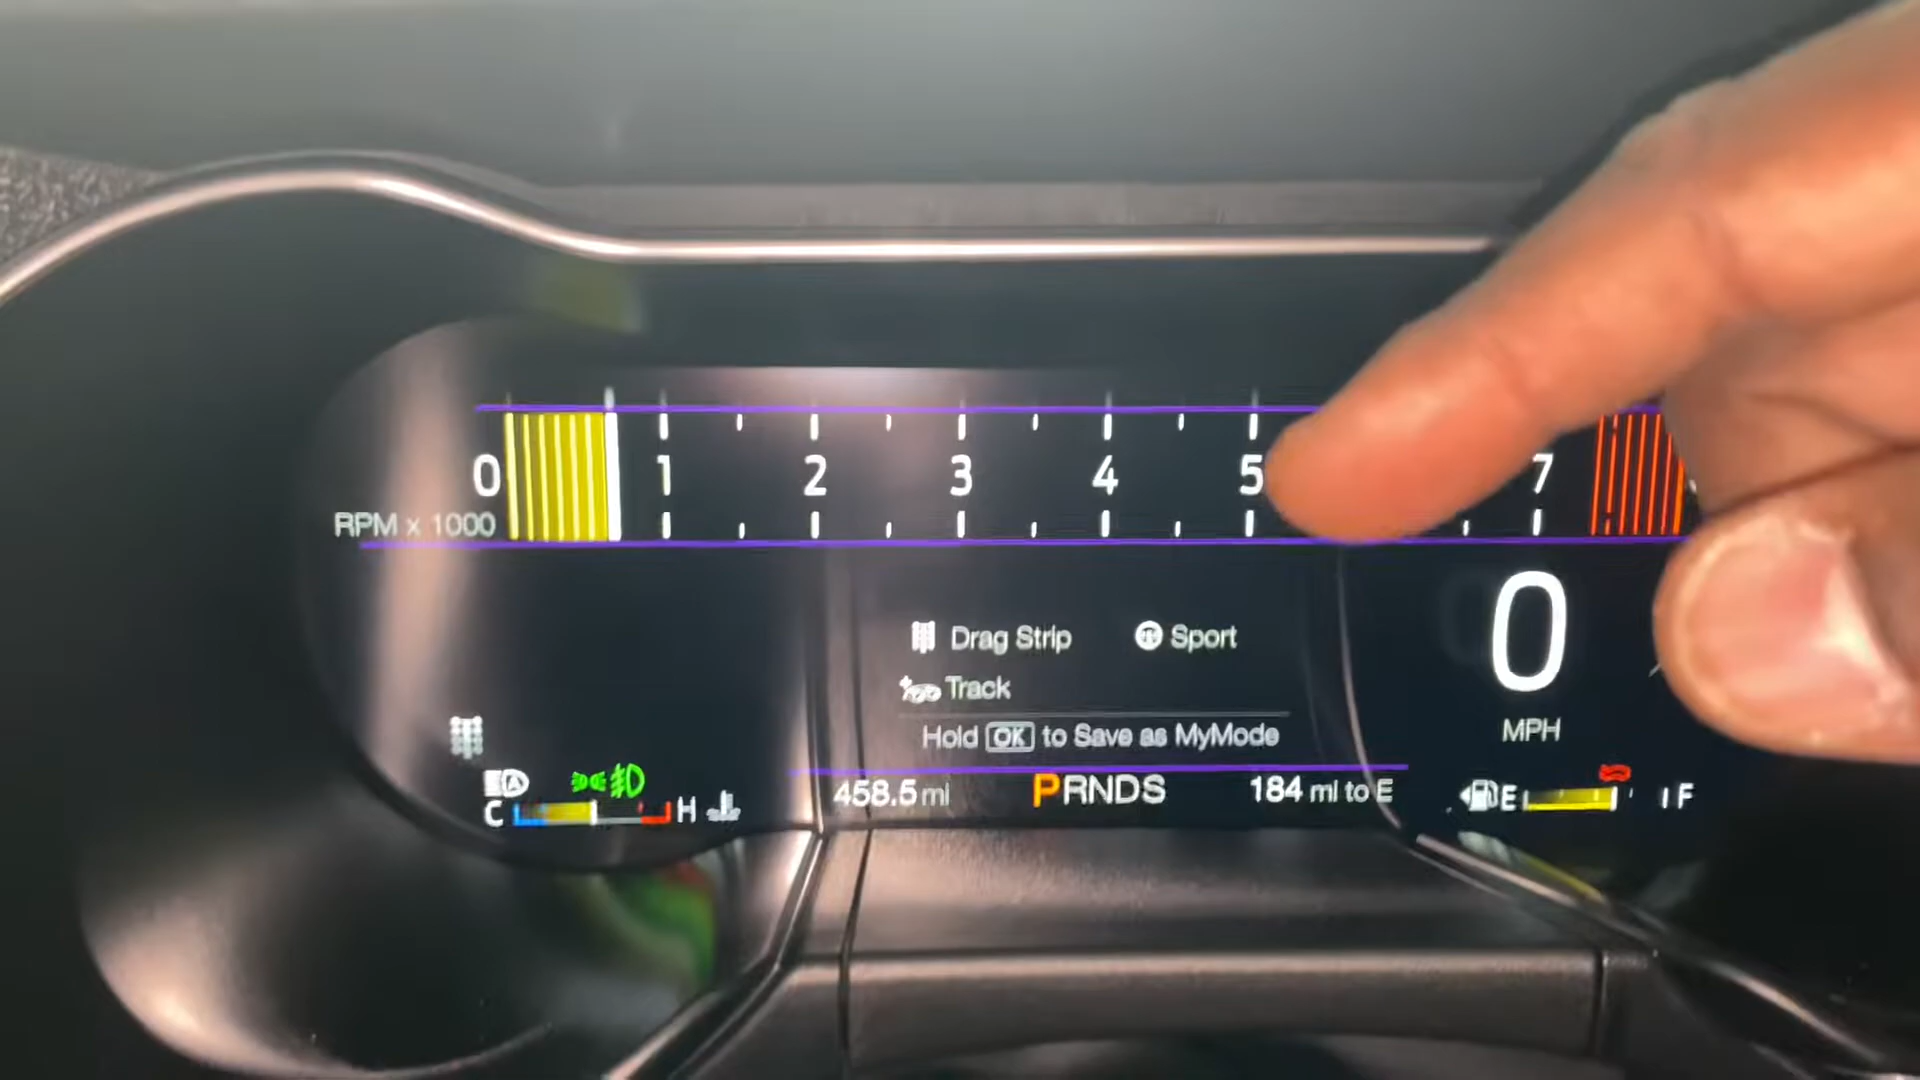 0 1 2 3 4 5 7
RPM x 1000
Drag Strip Sport
Track
Hold OK to Save as MyMode
0
MPH
458.5 mi PRNDS 184 mi to E
C H E F